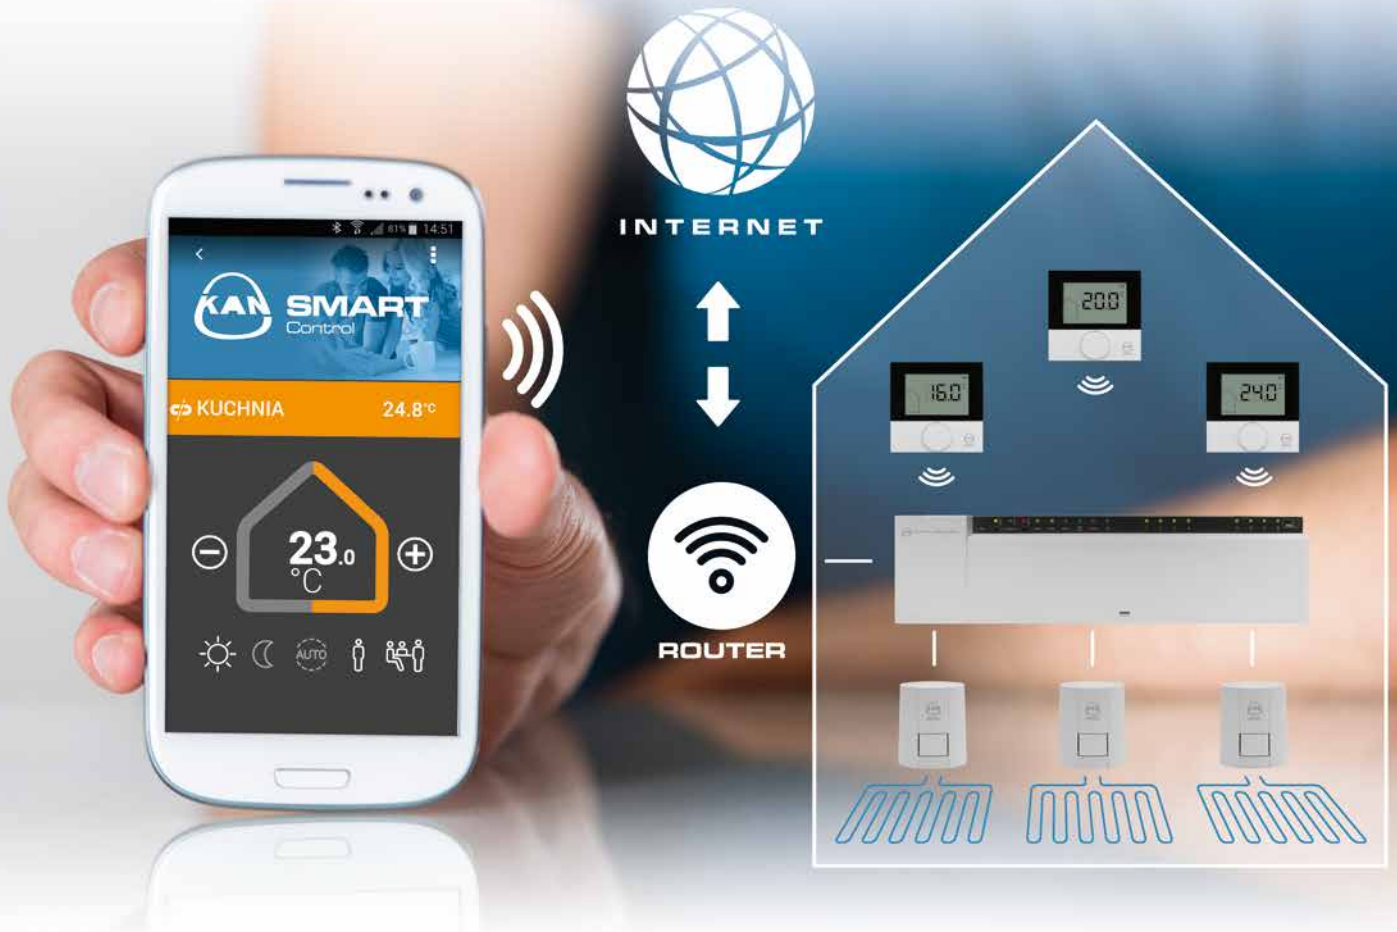 81% 14:51
KAN SMART
Control
KUCHNIA 24.8°C
23.0
°C
AUTO
INTERNET
ROUTER
20.0
16.0
24.0